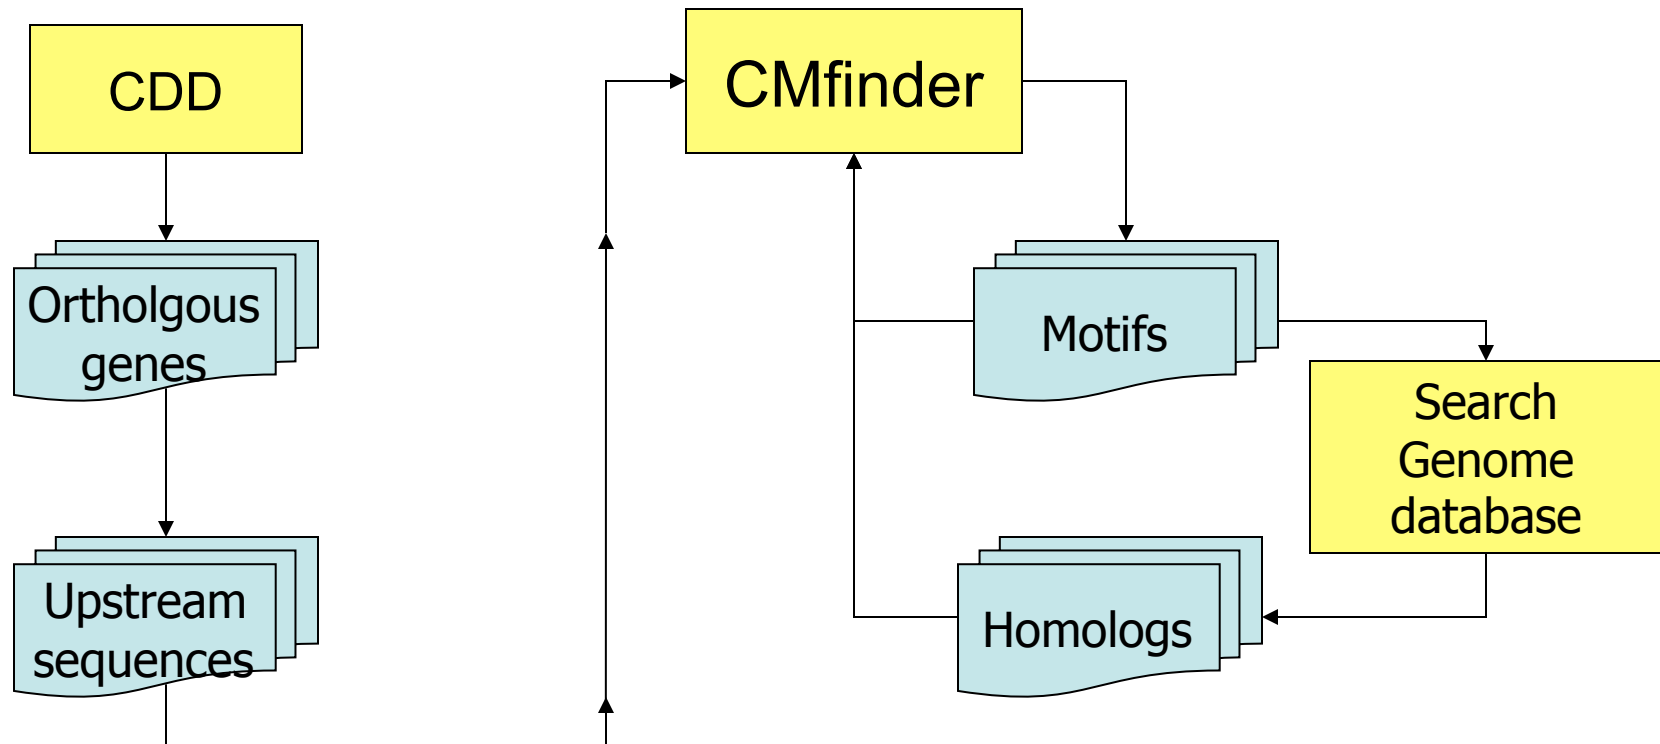 CDD
Ortholgous
genes
Upstream
sequences
CMfinder
Motifs
Search
Genome
database
Homologs